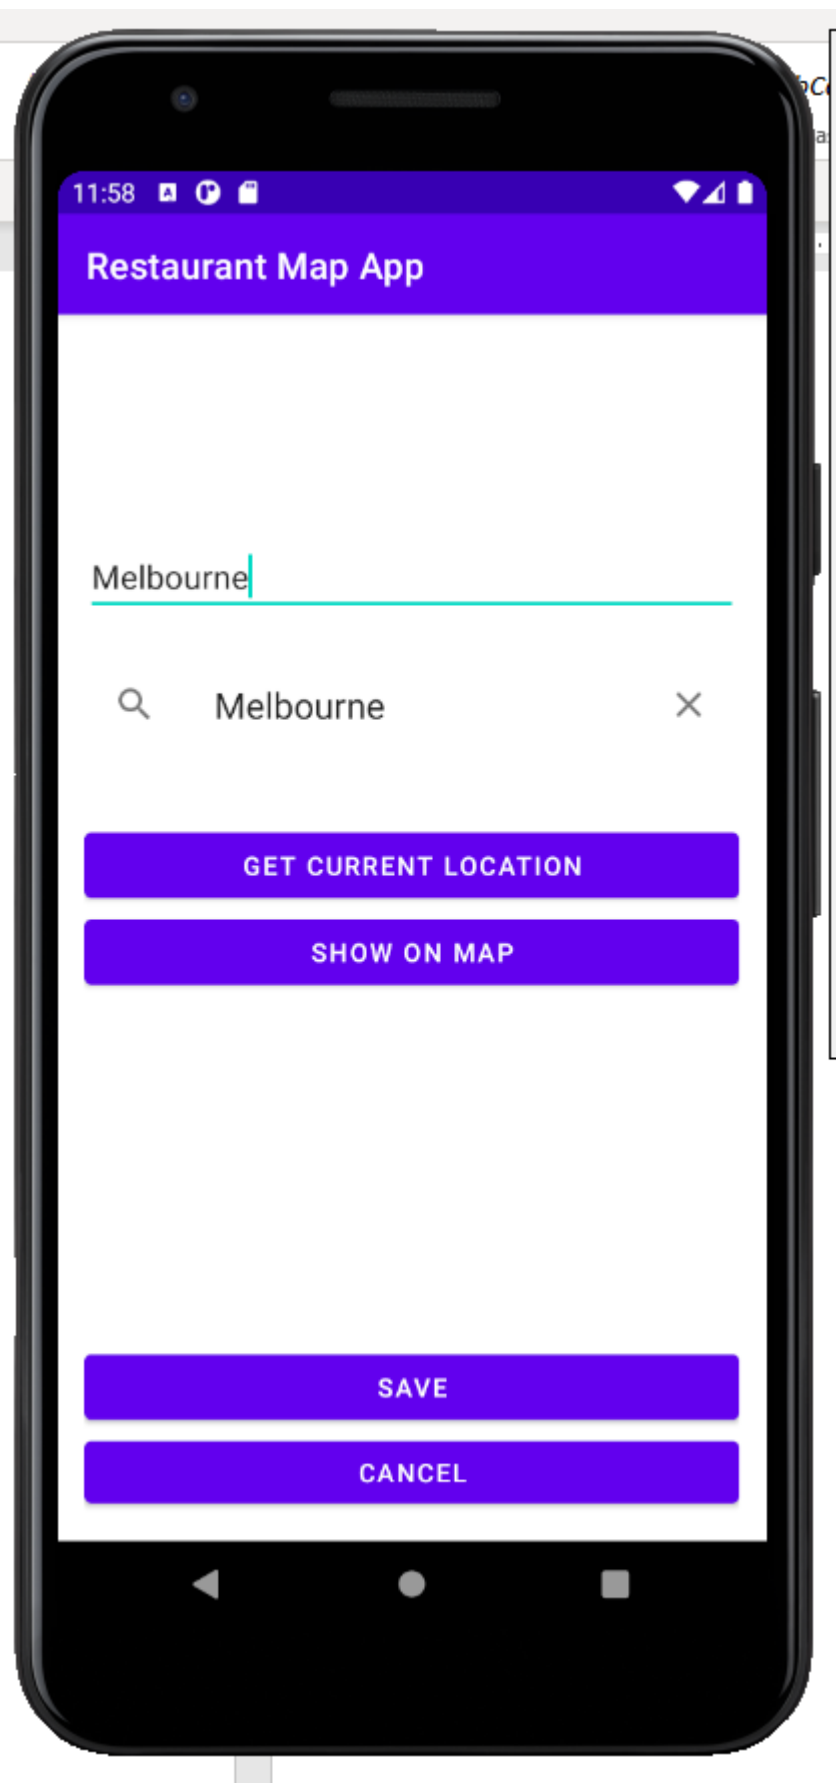 11:58
Restaurant Map App
Melbourne
Melbourne
GET CURRENT LOCATION
SHOW ON MAP
SAVE
CANCEL